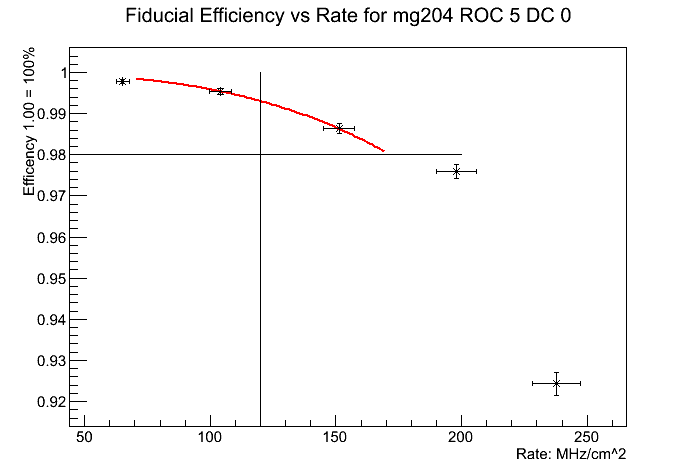 Fiducial Efficiency vs Rate for mg204 ROC 5 DC 0
Efficency 1.00 = 100%
1
0.99
0.98
0.97
0.96
0.95
0.94
0.93
0.92
50 100 150 200 250
Rate: MHz/cm^2